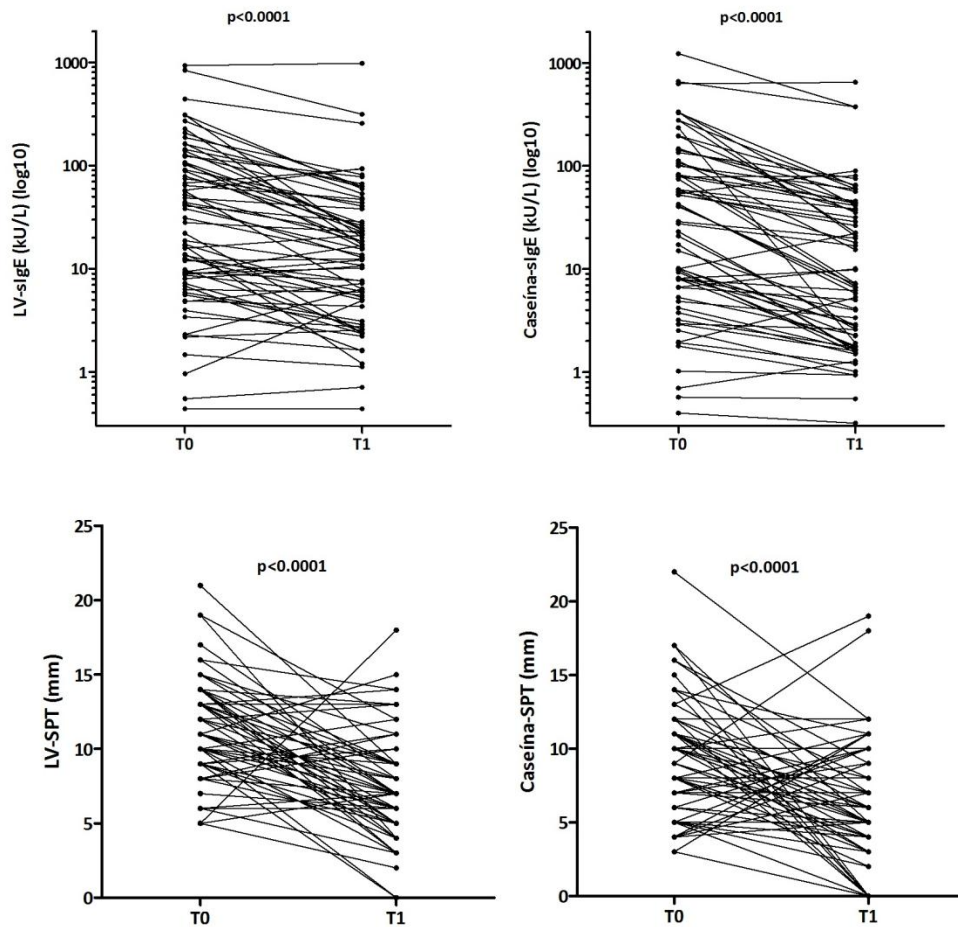 p<0.0001
LV-sIgE (kU/L) (log10)
1000
100
10
1
T0 T1
p<0.0001
Caseína-sIgE (kU/L) (log10)
1000
100
10
1
T0 T1
p<0.0001
LV-SPT (mm)
25
20
15
10
5
0
T0 T1
p<0.0001
Caseína-SPT (mm)
25
20
15
10
5
0
T0 T1